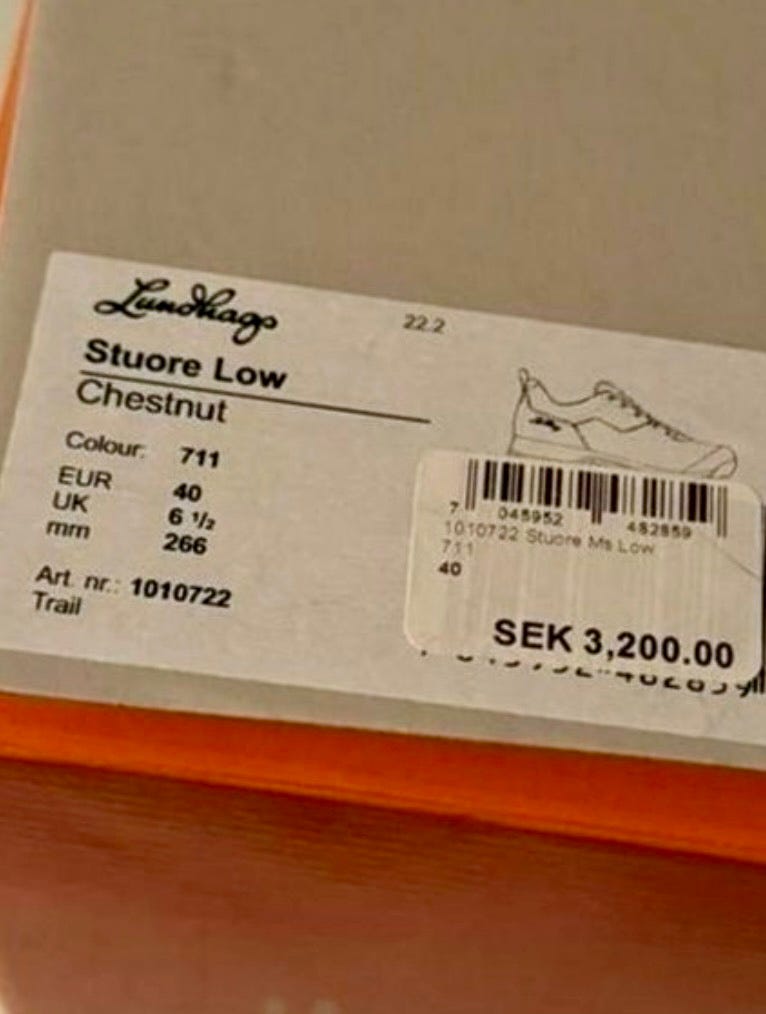 Lundhags
22.2
Stuore Low
Chestnut
Colour: 711
EUR 40
UK 6 ½
mm 266
Art. nr.: 1010722
Trail
7 045952 482859
1010722 Stuore Ms Low
711
40
SEK 3,200.00